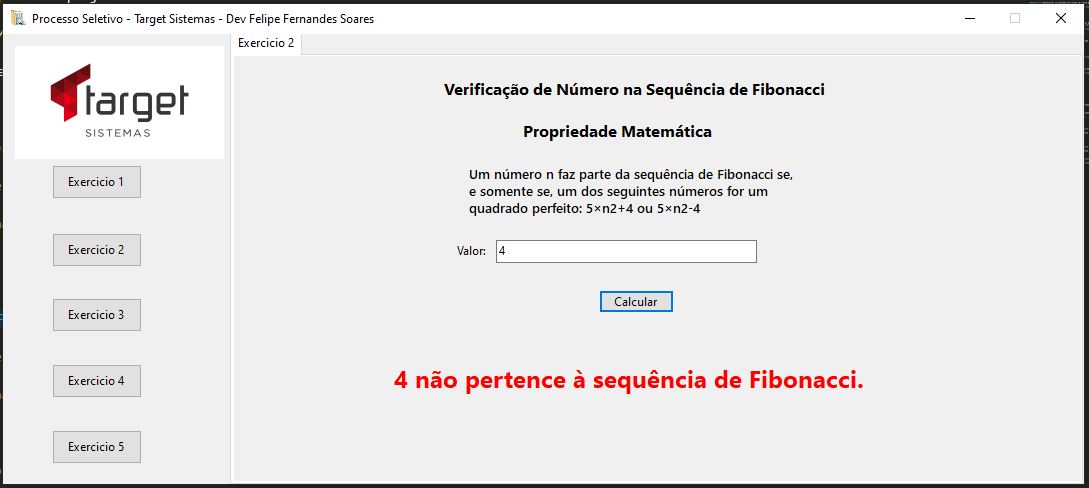 Processo Seletivo - Target Sistemas - Dev Felipe Fernandes Soares
target
SISTEMAS
Exercicio 1
Exercicio 2
Exercicio 3
Exercicio 4
Exercicio 5
Exercicio 2
Verificação de Número na Sequência de Fibonacci
Propriedade Matemática
Um número n faz parte da sequência de Fibonacci se,
e somente se, um dos seguintes números for um
quadrado perfeito: 5×n2+4 ou 5×n2-4
Valor: 4
Calcular
4 não pertence à sequência de Fibonacci.